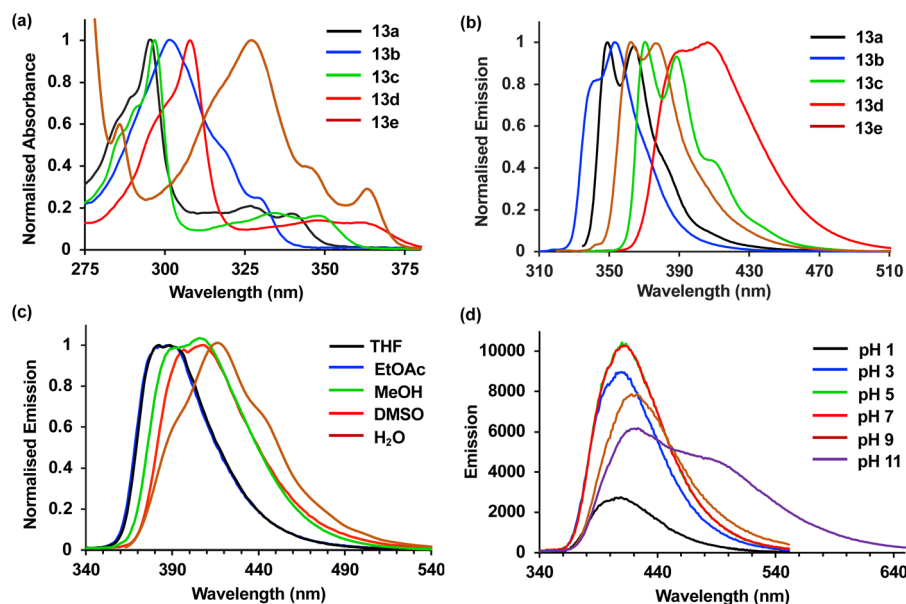 (a)
13a
13b
13c
13d
13e
Normalised Absorbance
1
0.8
0.6
0.4
0.2
0
275 300 325 350 375
Wavelength (nm)
(b)
13a
13b
13c
13d
13e
Normalised Emission
1
0.8
0.6
0.4
0.2
0
310 350 390 430 470 510
Wavelength (nm)
(c)
THF
EtOAc
MeOH
DMSO
H2O
Normalised Emission
1
0.8
0.6
0.4
0.2
0
340 390 440 490 540
Wavelength (nm)
(d)
pH 1
pH 3
pH 5
pH 7
pH 9
pH 11
Emission
10000
8000
6000
4000
2000
0
340 440 540 640
Wavelength (nm)